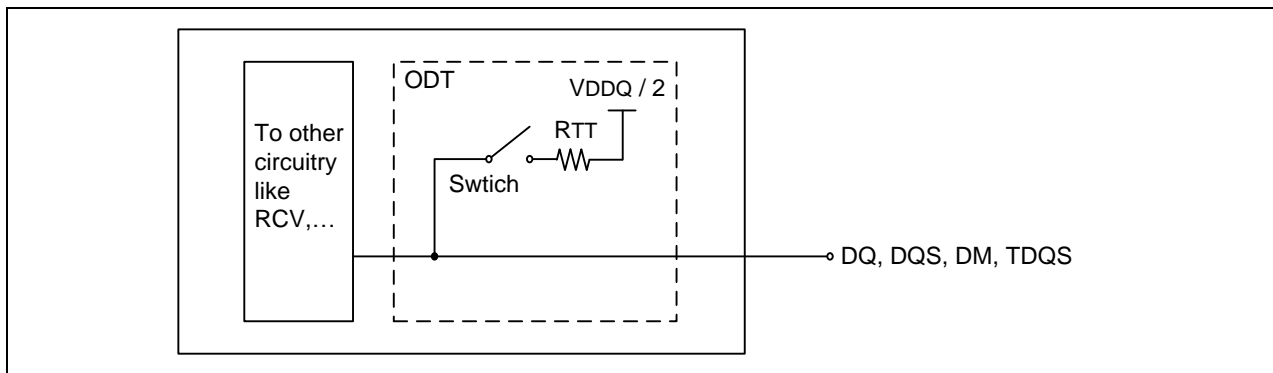 ODT
VDDQ / 2
RTT
Swtich
To other
circuitry
like
RCV,...
DQ, DQS, DM, TDQS